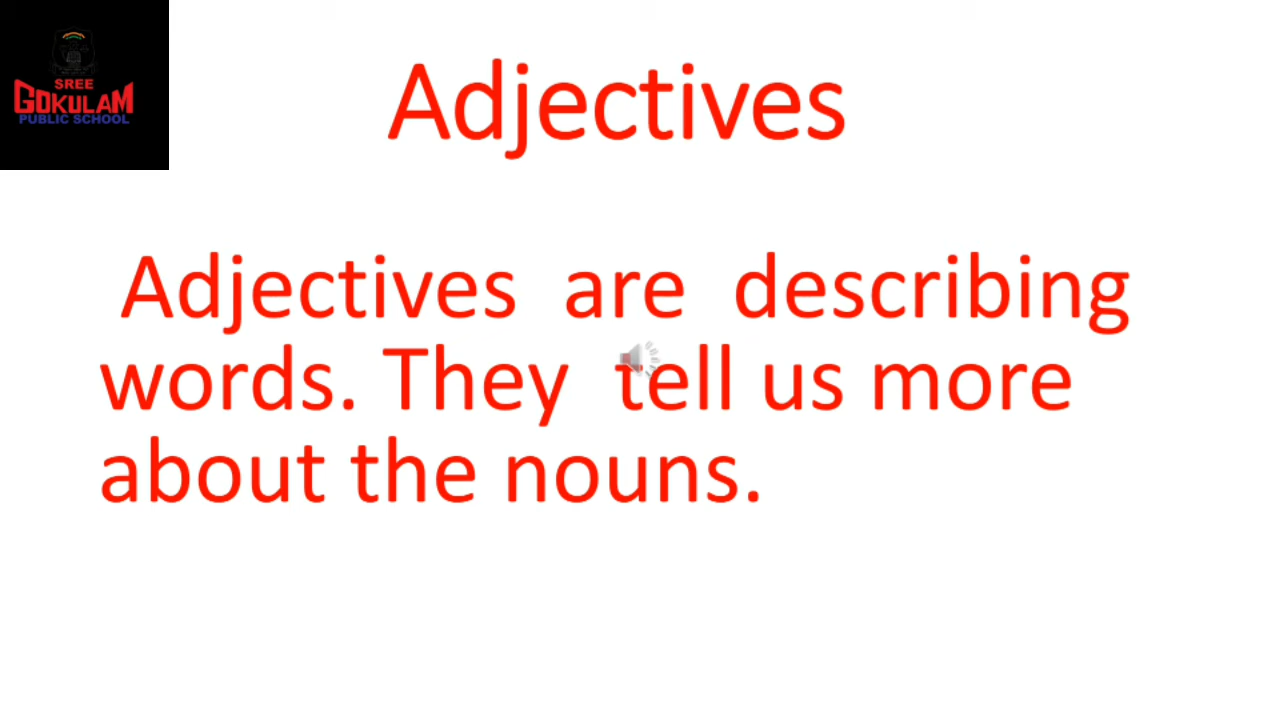 SREE
GOKULAM
PUBLIC SCHOOL
Adjectives
Adjectives are describing
words. They tell us more
about the nouns.